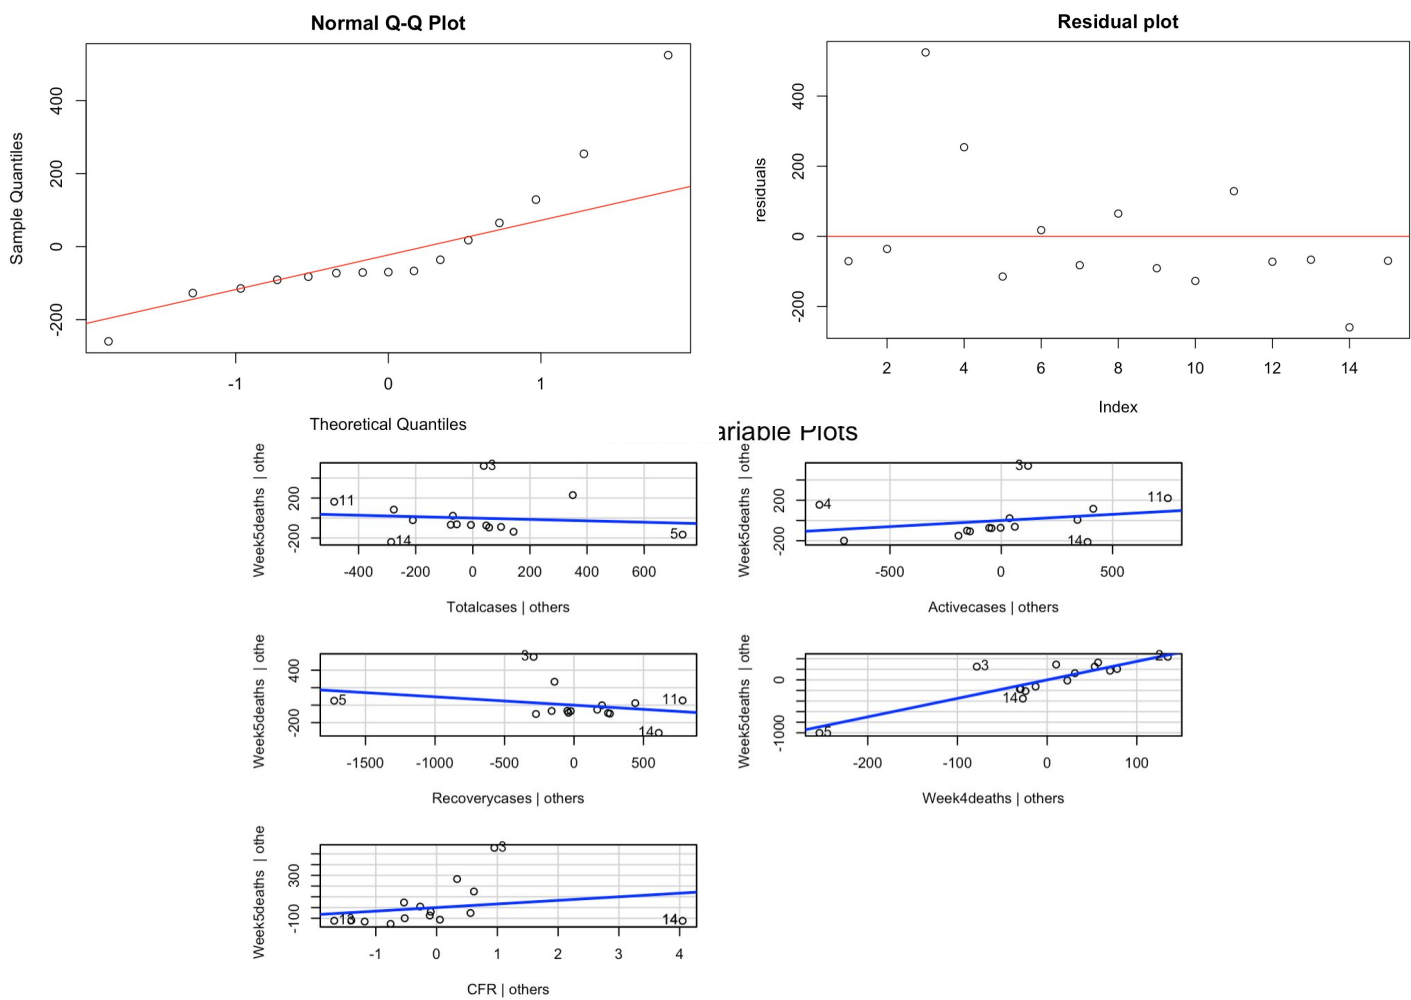 Normal Q-Q Plot
Sample Quantiles
400
200
0
-200
-1 0 1
Theoretical Quantiles
Residual plot
residuals
400
200
0
-200
2 4 6 8 10 12 14
Index
ariable Plots
Week5deaths | othe
200
-200
3
11
14
5
-400 -200 0 200 400 600
Totalcases | others
Week5deaths | othe
200
-200
3
4
11
14
-500 0 500
Activecases | others
Week5deaths | othe
400
-200
3
5
11
14
-1500 -1000 -500 0 500
Recoverycases | others
Week5deaths | othe
0
-1000
3
2
14
5
-200 -100 0 100
Week4deaths | others
Week5deaths | othe
300
-100
3
14
-1 0 1 2 3 4
CFR | others